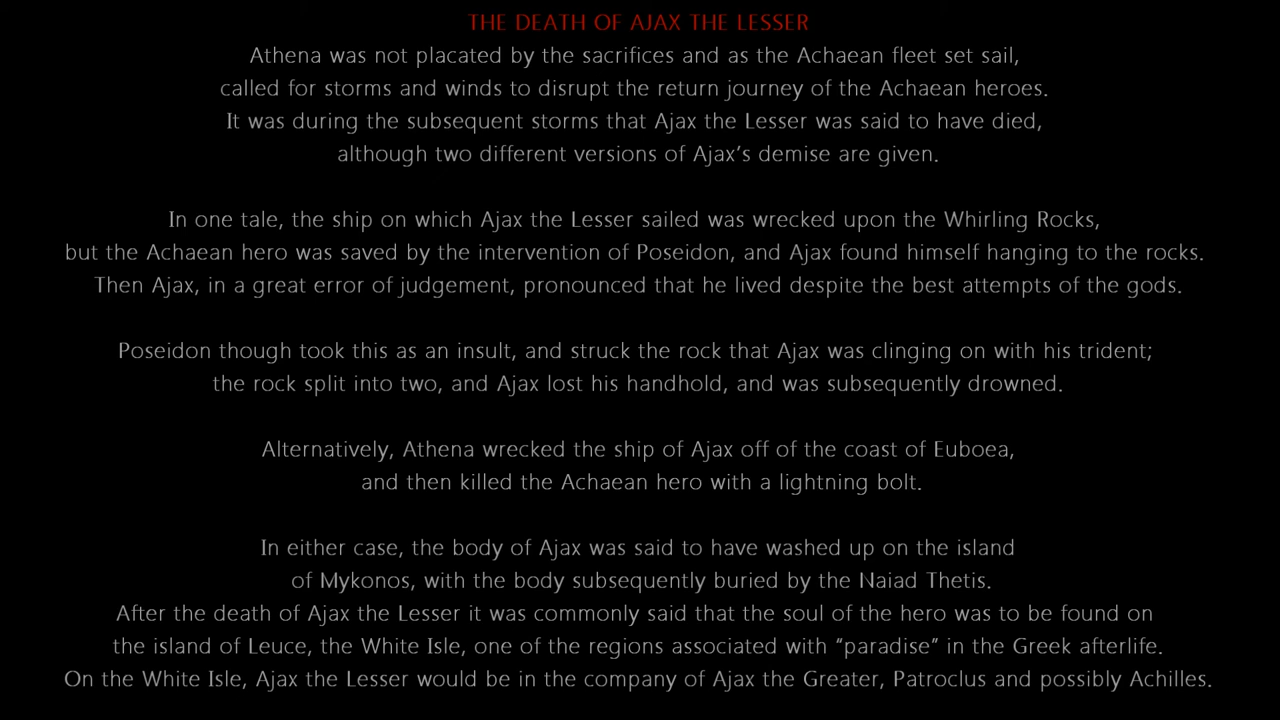 THE DEATH OF AJAX THE LESSER
Athena was not placated by the sacrifices and as the Achaean fleet set sail,
called for storms and winds to disrupt the return journey of the Achaean heroes.
It was during the subsequent storms that Ajax the Lesser was said to have died,
although two different versions of Ajax’s demise are given.
In one tale, the ship on which Ajax the Lesser sailed was wrecked upon the Whirling Rocks,
but the Achaean hero was saved by the intervention of Poseidon, and Ajax found himself hanging to the rocks.
Then Ajax, in a great error of judgement, pronounced that he lived despite the best attempts of the gods.
Poseidon though took this as an insult, and struck the rock that Ajax was clinging on with his trident;
the rock split into two, and Ajax lost his handhold, and was subsequently drowned.
Alternatively, Athena wrecked the ship of Ajax off of the coast of Euboea,
and then killed the Achaean hero with a lightning bolt.
In either case, the body of Ajax was said to have washed up on the island
of Mykonos, with the body subsequently buried by the Naiad Thetis.
After the death of Ajax the Lesser it was commonly said that the soul of the hero was to be found on
the island of Leuce, the White Isle, one of the regions associated with “paradise” in the Greek afterlife.
On the White Isle, Ajax the Lesser would be in the company of Ajax the Greater, Patroclus and possibly Achilles.